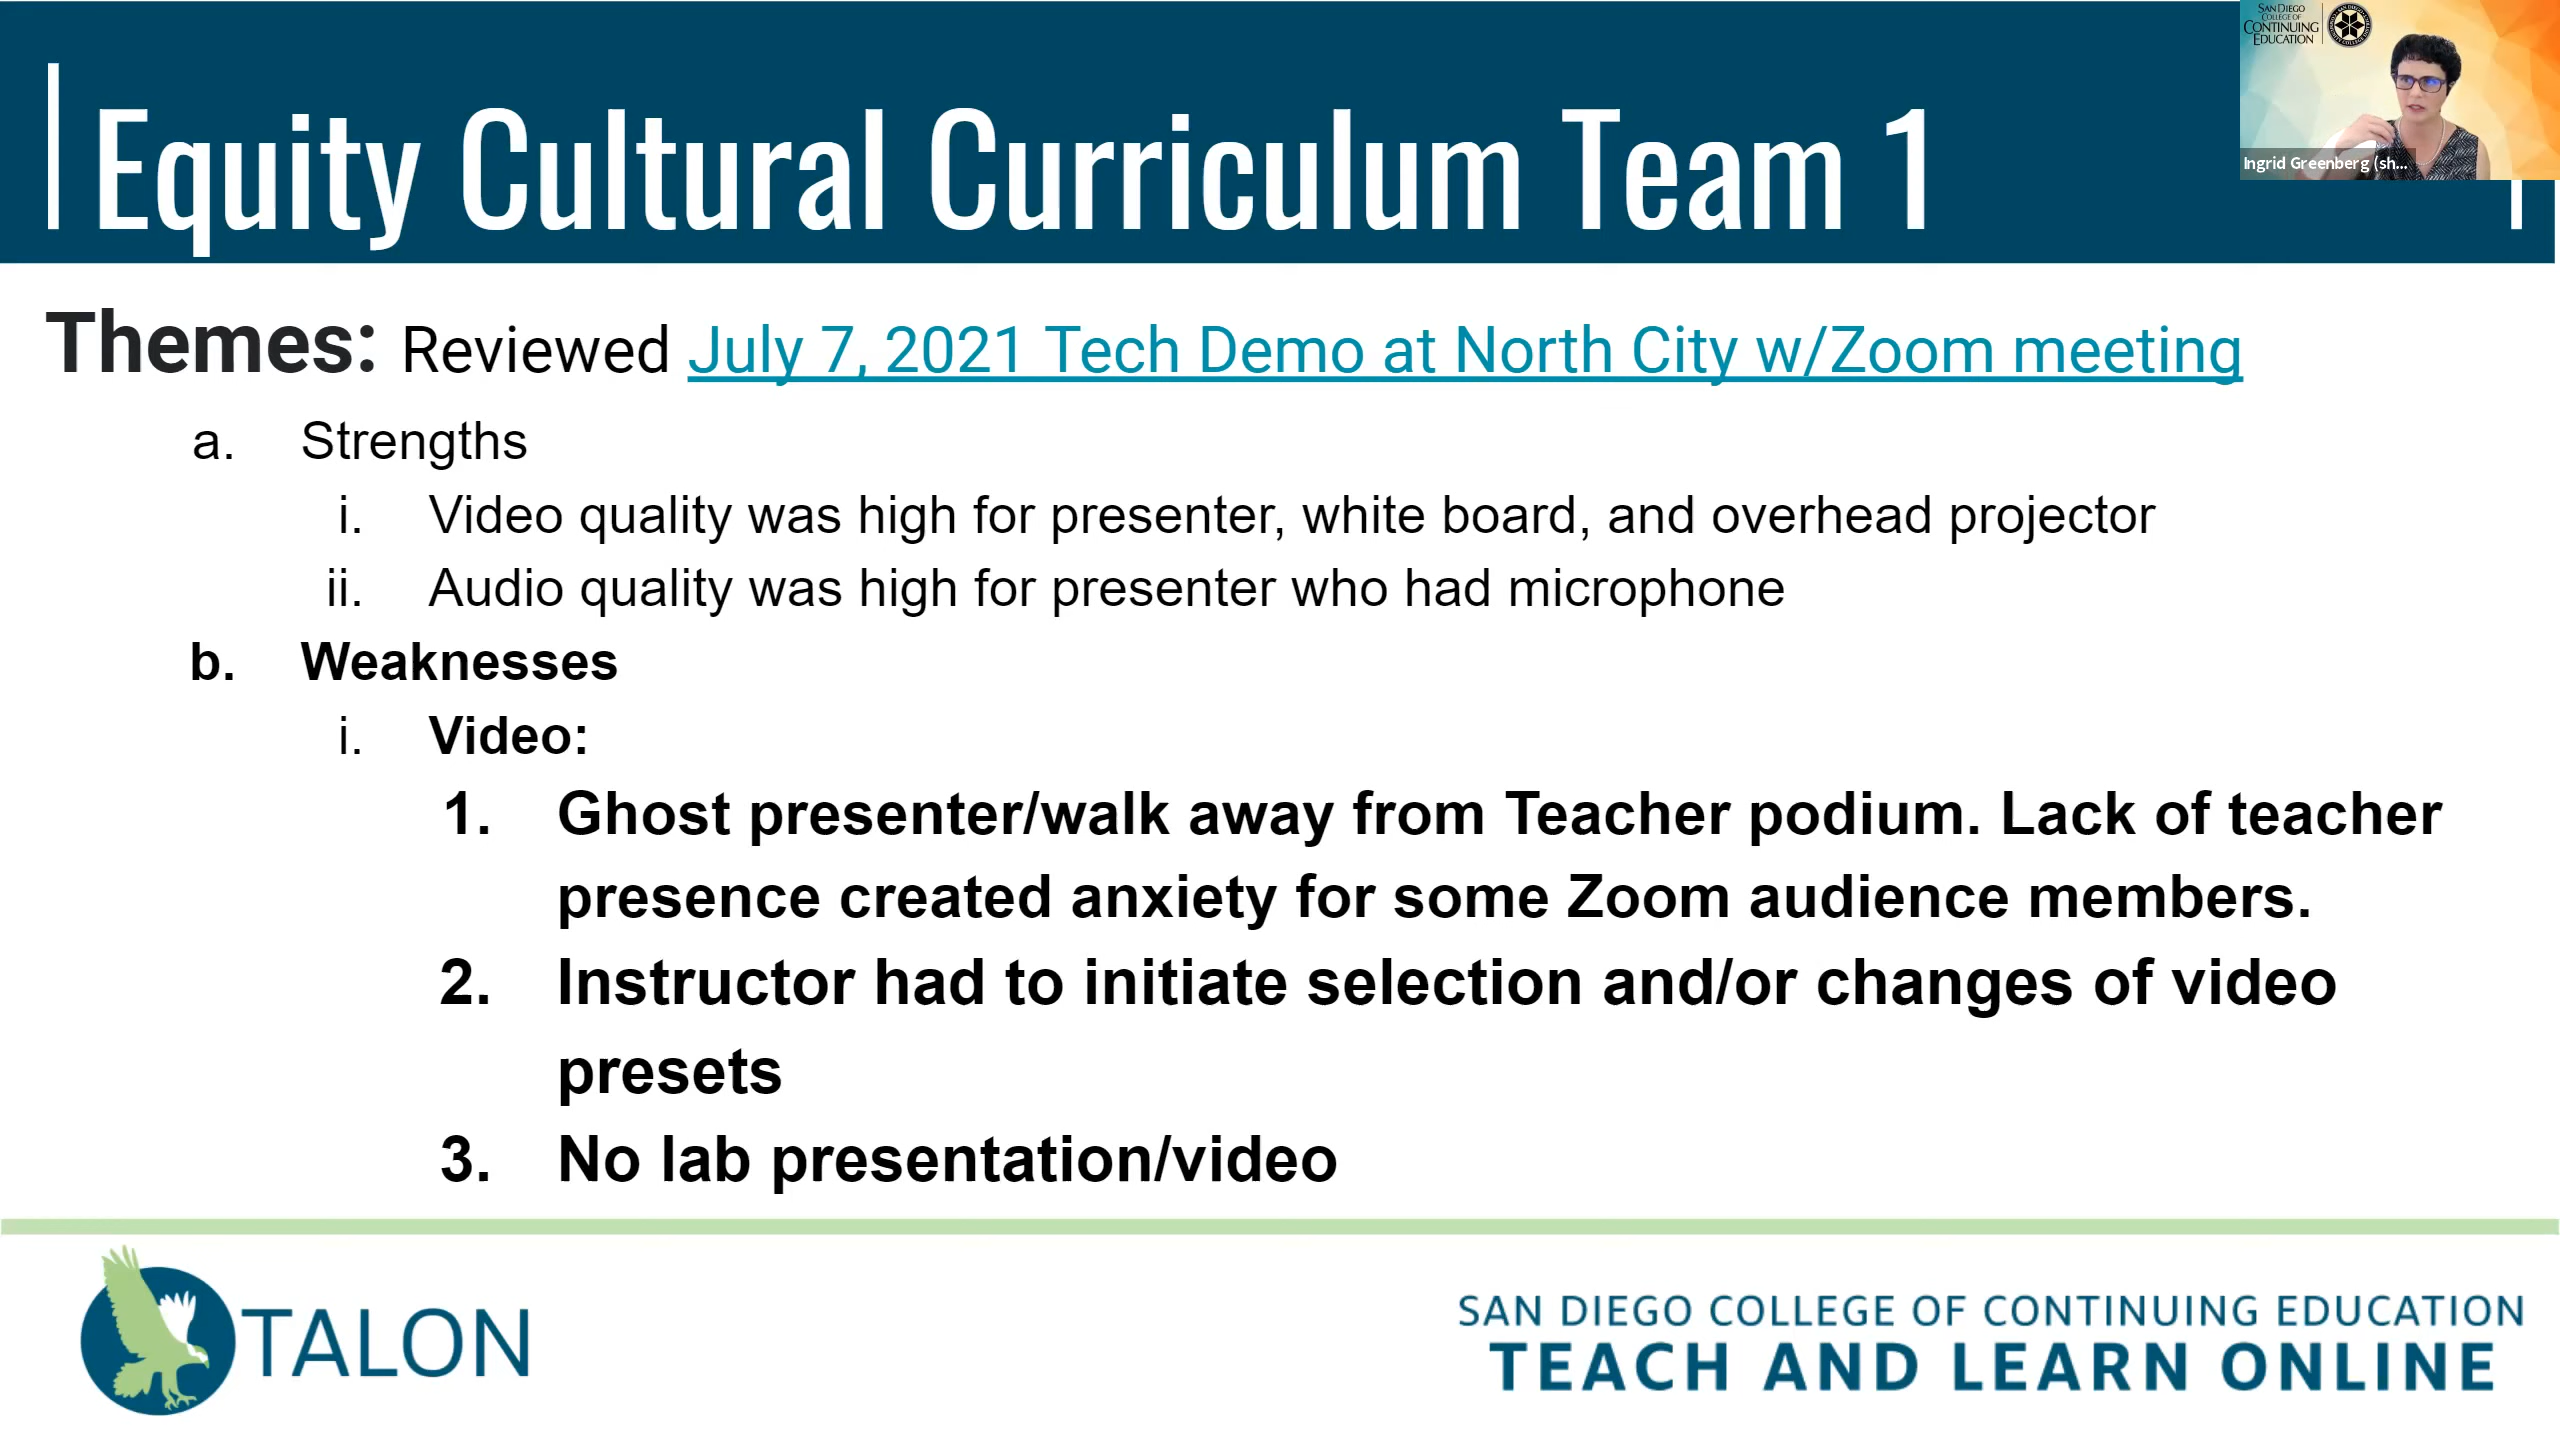 Equity Cultural Curriculum Team 1
SAN DIEGO
COLLEGE OF
CONTINUING
EDUCATION
Ingrid Greenberg (sh...
Themes: Reviewed July 7, 2021 Tech Demo at North City w/Zoom meeting
a. Strengths
i. Video quality was high for presenter, white board, and overhead projector
ii. Audio quality was high for presenter who had microphone
b. Weaknesses
i. Video:
1. Ghost presenter/walk away from Teacher podium. Lack of teacher
presence created anxiety for some Zoom audience members.
2. Instructor had to initiate selection and/or changes of video
presets
3. No lab presentation/video
TALON
SAN DIEGO COLLEGE OF CONTINUING EDUCATION
TEACH AND LEARN ONLINE